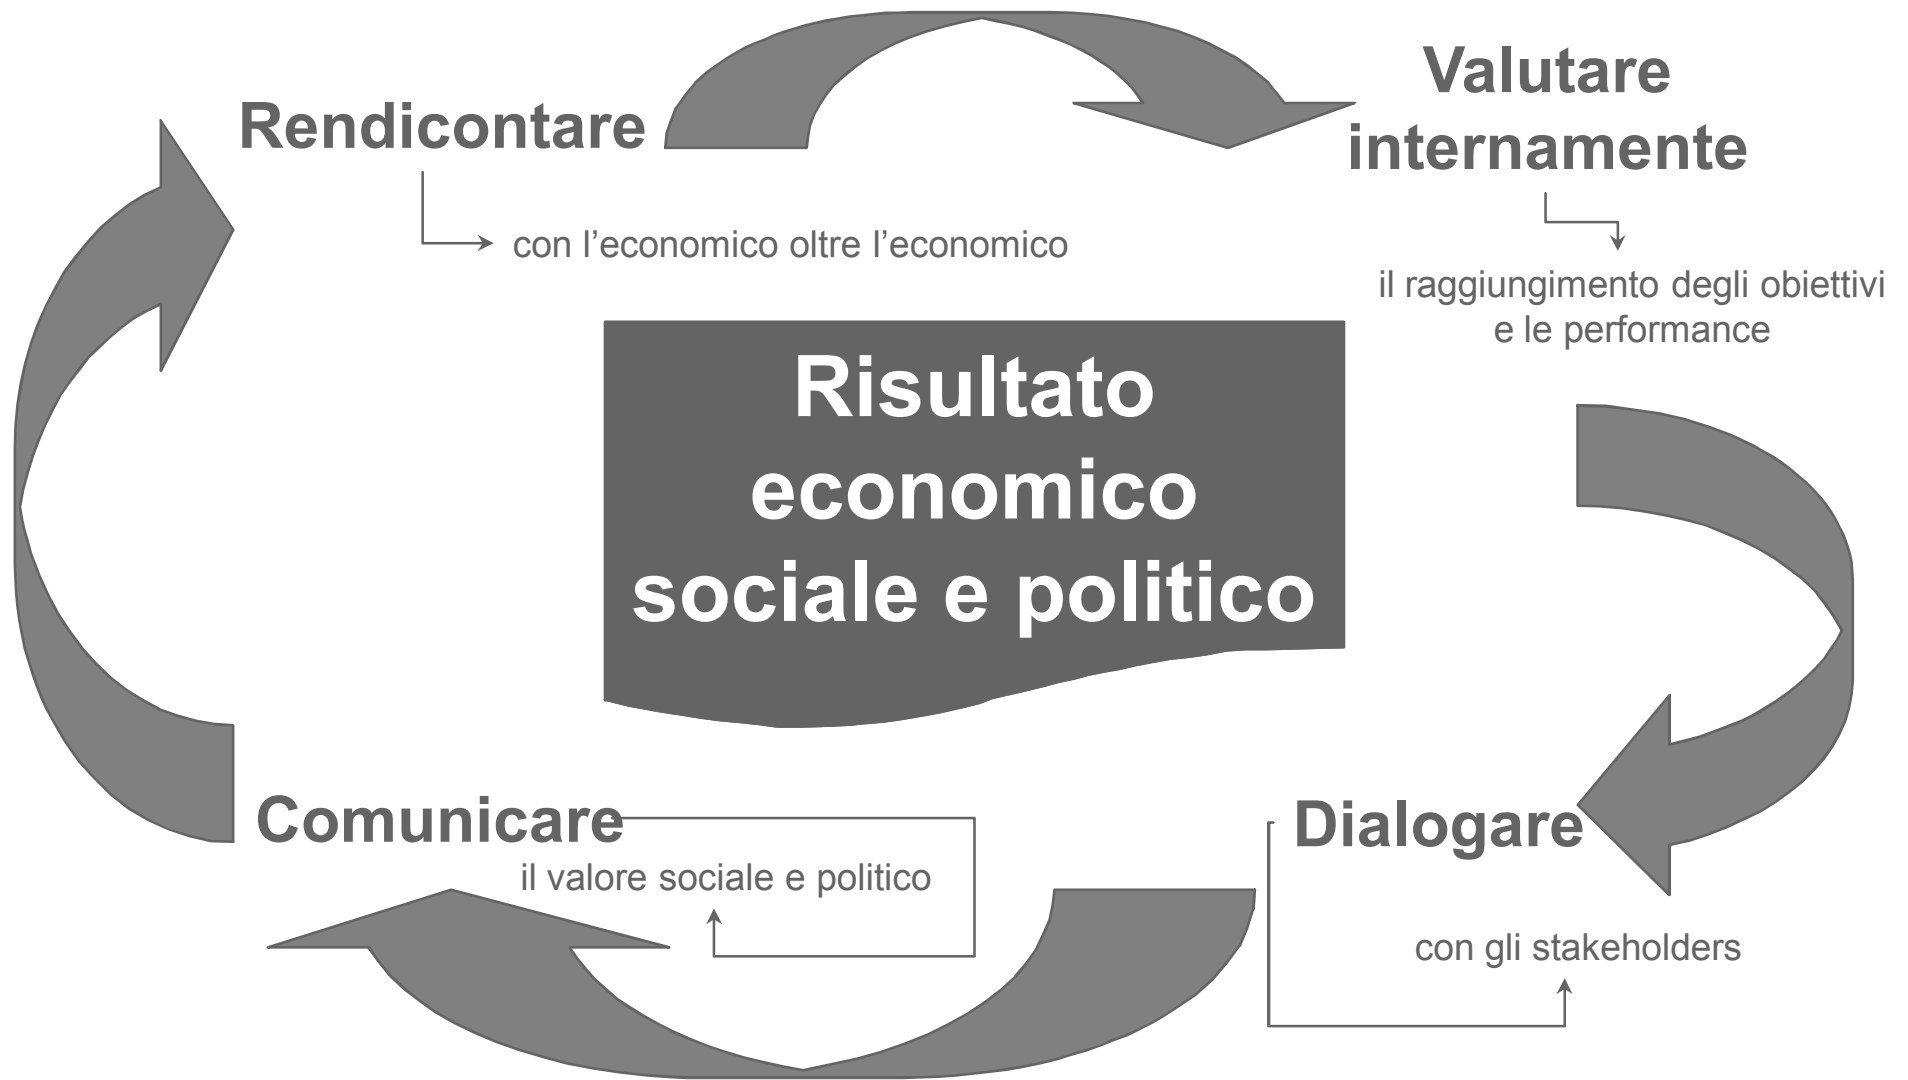 Rendicontare
con l’economico oltre l’economico
Valutare
internamente
il raggiungimento degli obiettivi
e le performance
Risultato
economico
sociale e politico
Comunicare
il valore sociale e politico
Dialogare
con gli stakeholders